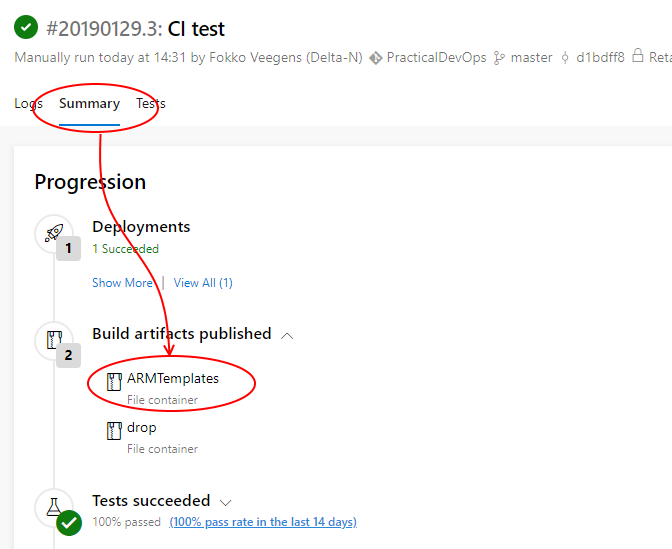 #20190129.3: CI test
Manually run today at 14:31 by Fokko Veegens (Delta-N) PracticalDevOps master d1bdff8 Reta
Logs Summary Tests
Progression
Deployments
1
1 Succeeded
Show More | View All (1)
Build artifacts published
2
ARMTemplates
File container
drop
File container
Tests succeeded
100% passed (100% pass rate in the last 14 days)